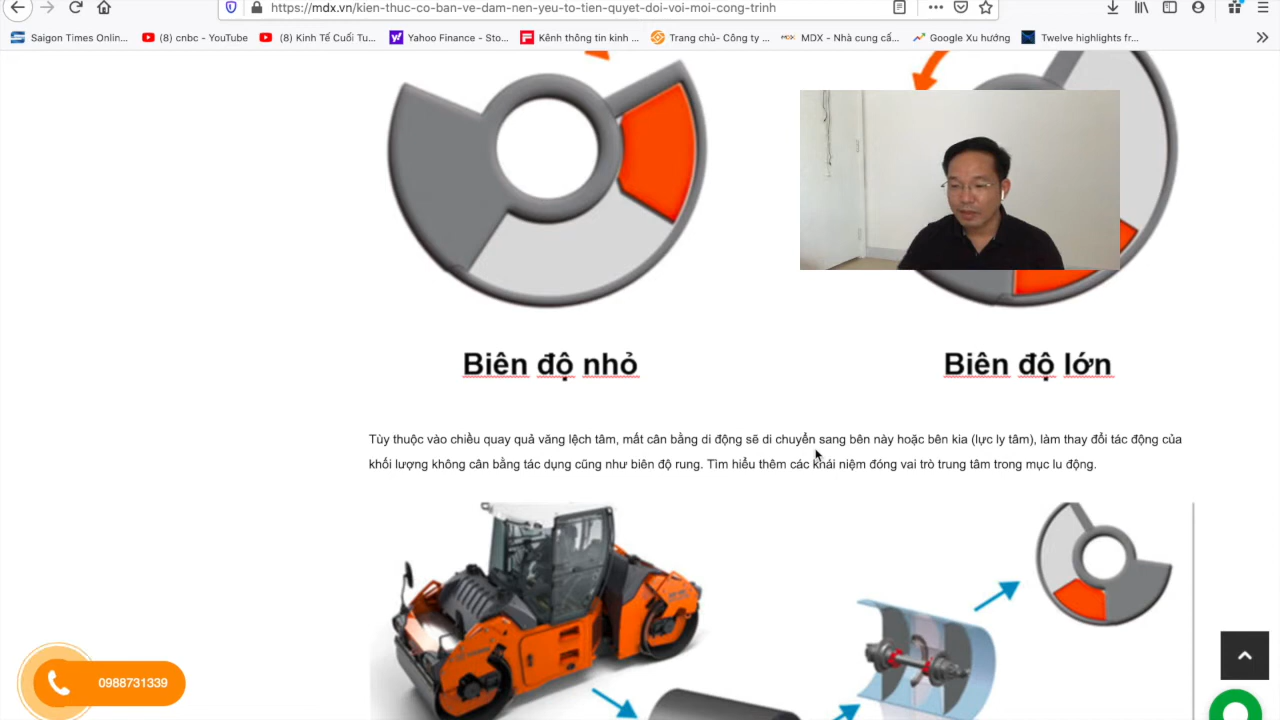 https://mdx.vn/kien-thuc-co-ban-ve-dam-nen-yeu-to-tien-quyet-doi-voi-moi-cong-trinh
Saigon Times Onlin... (8) cnbc - YouTube (8) Kinh Tế Cuối Tu... Yahoo Finance - Sto... Kênh thông tin kinh ... Trang chủ- Công ty ... MDX - Nhà cung cấ... Google Xu hướng Twelve highlights fr...
Biên độ nhỏ
Biên độ lớn
Tùy thuộc vào chiều quay quả văng lệch tâm, mất cân bằng di động sẽ di chuyển sang bên này hoặc bên kia (lực ly tâm), làm thay đổi tác động của
khối lượng không cân bằng tác dụng cũng như biên độ rung. Tìm hiểu thêm các khái niệm đóng vai trò trung tâm trong mục lu động.
0988731339